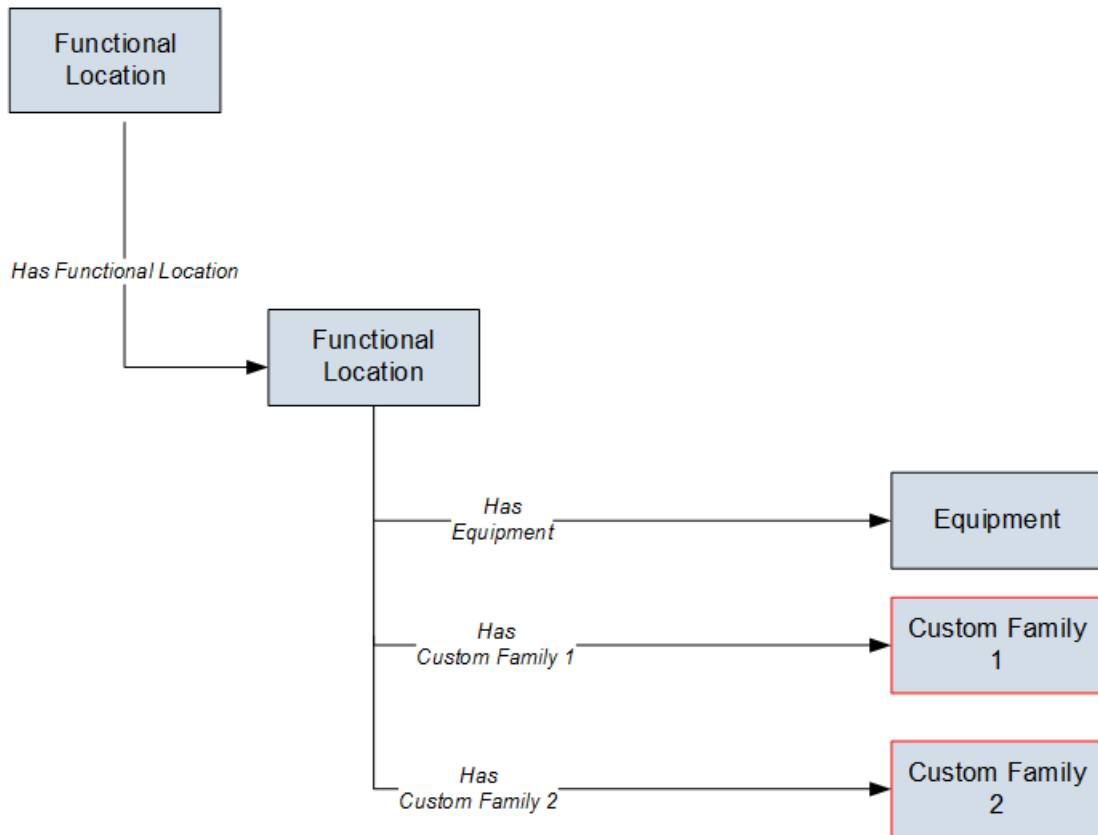 Functional
Location
Has Functional Location
Functional
Location
Has
Equipment
Equipment
Has
Custom Family 1
Custom Family
1
Has
Custom Family 2
Custom Family
2